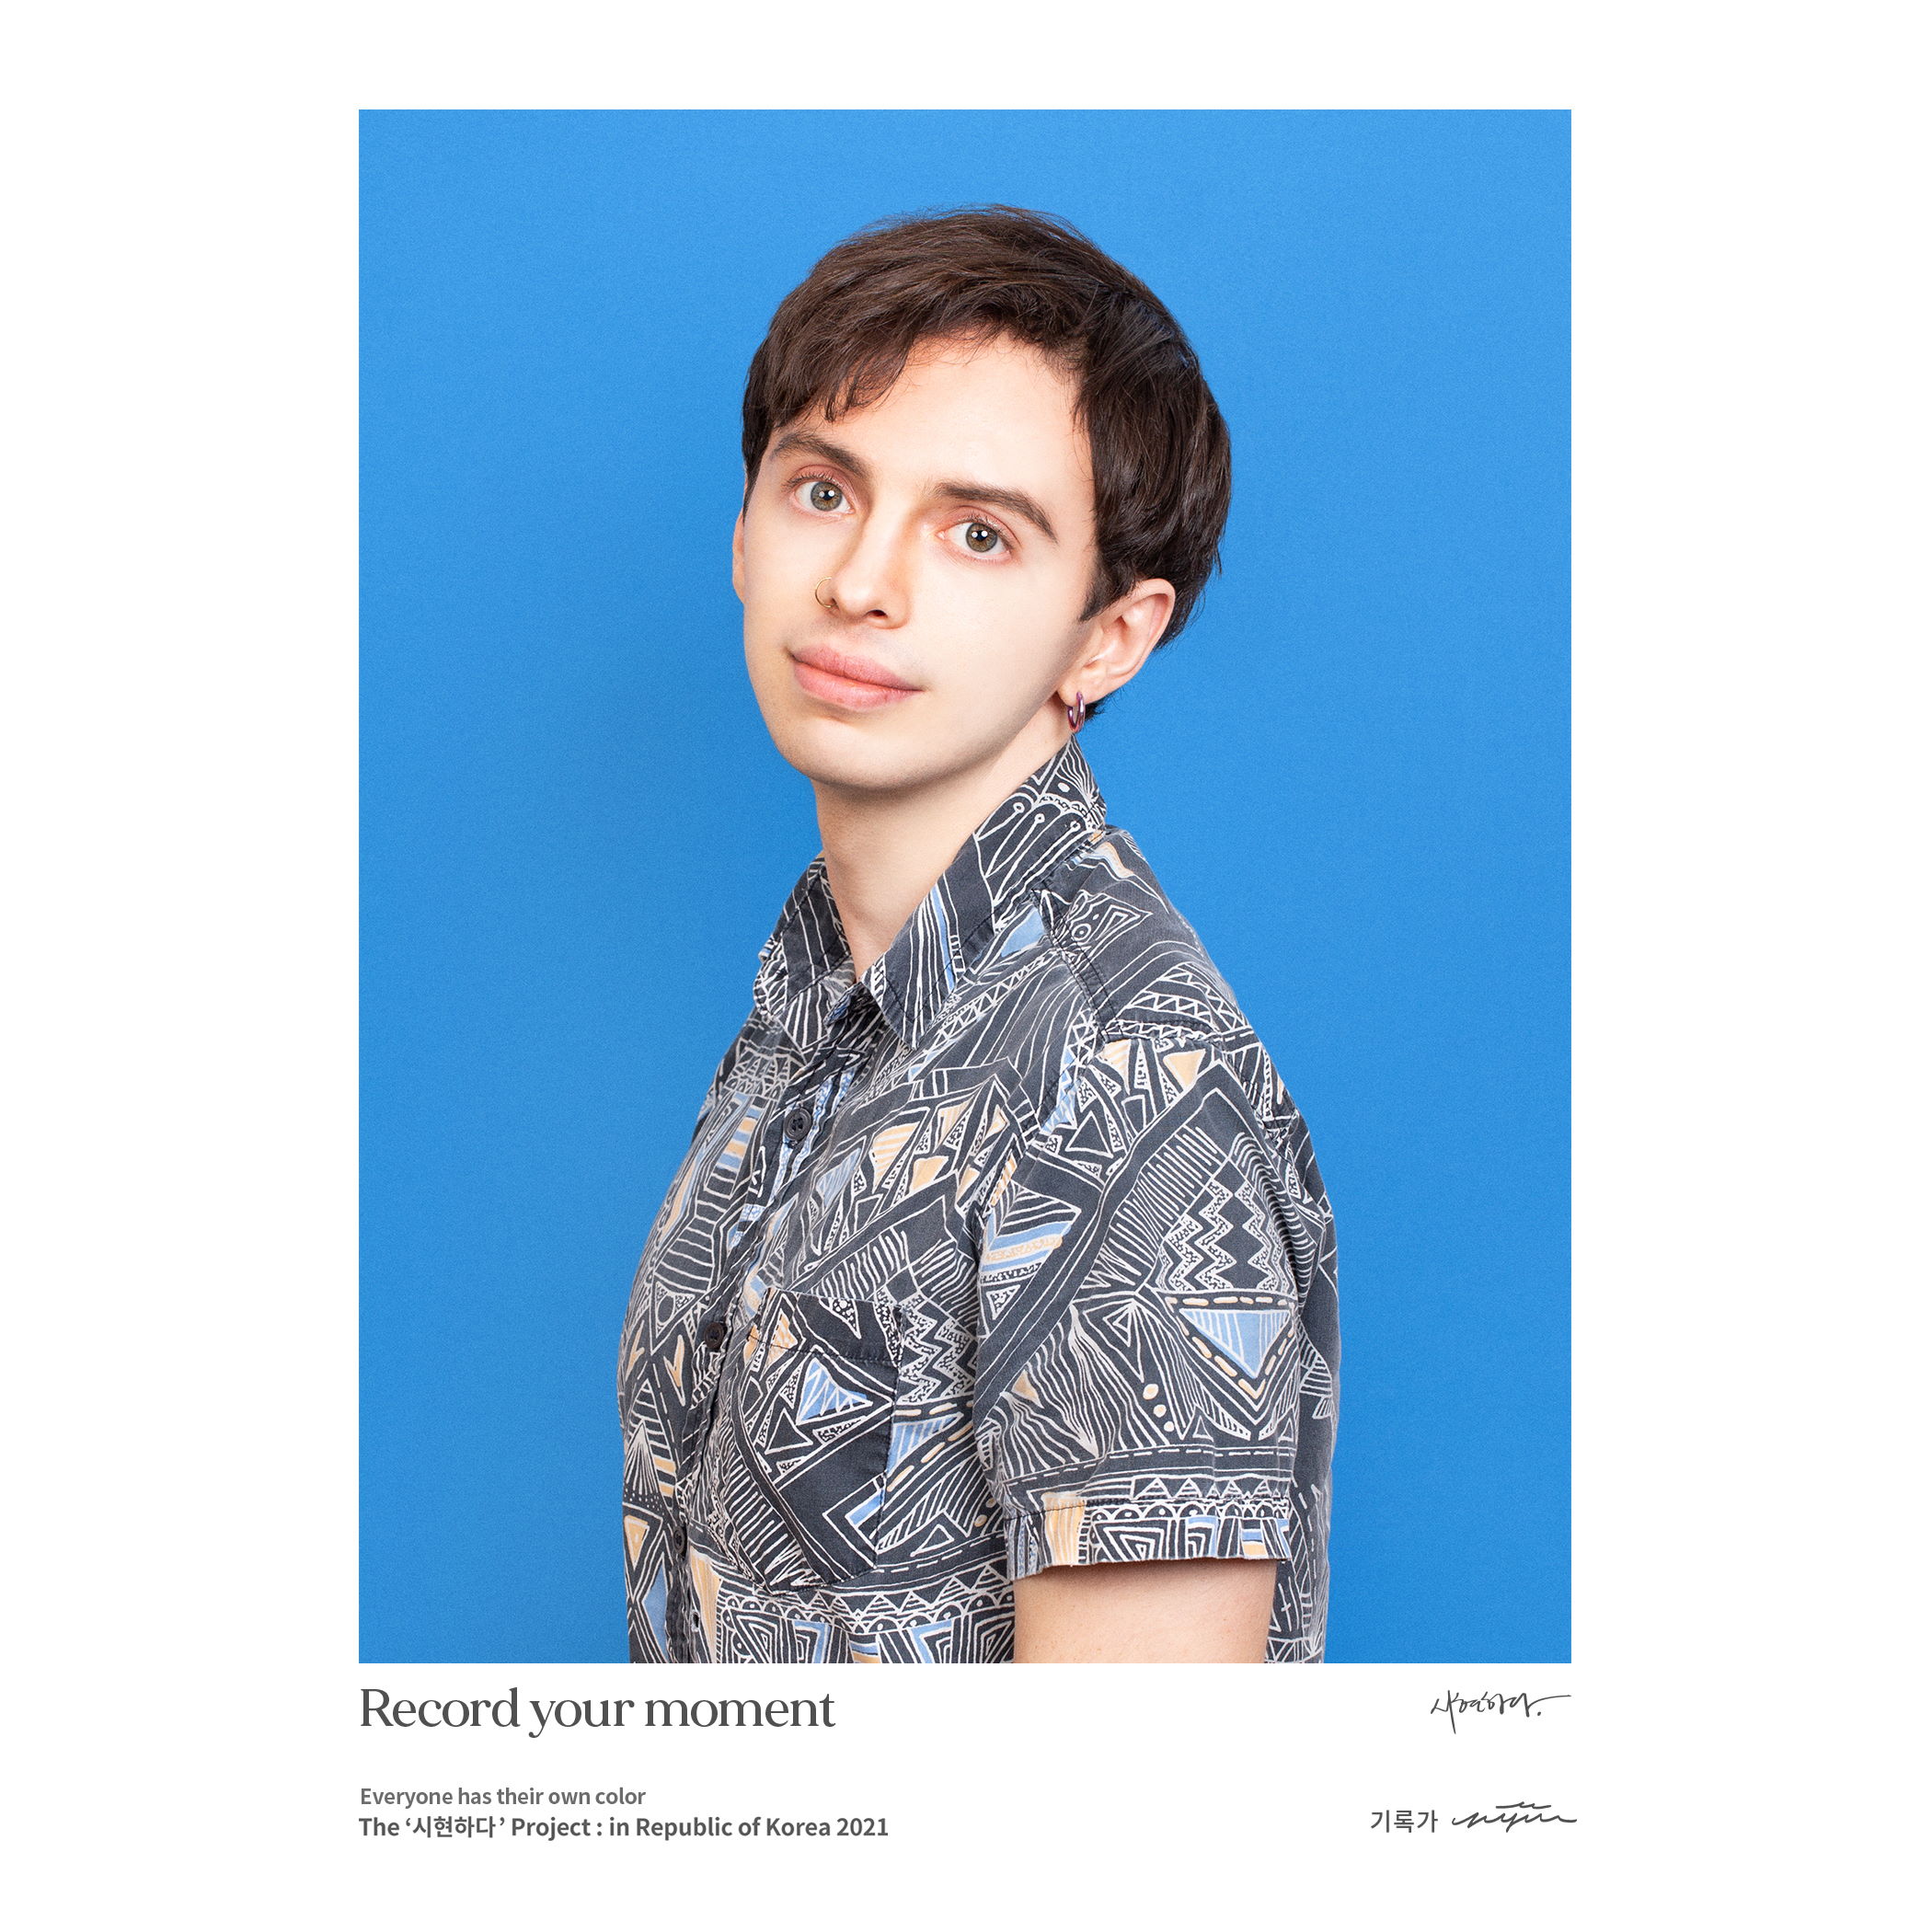 Record your moment
시현하다.
Everyone has their own color
The ‘시현하다’ Project : in Republic of Korea 2021
기록가